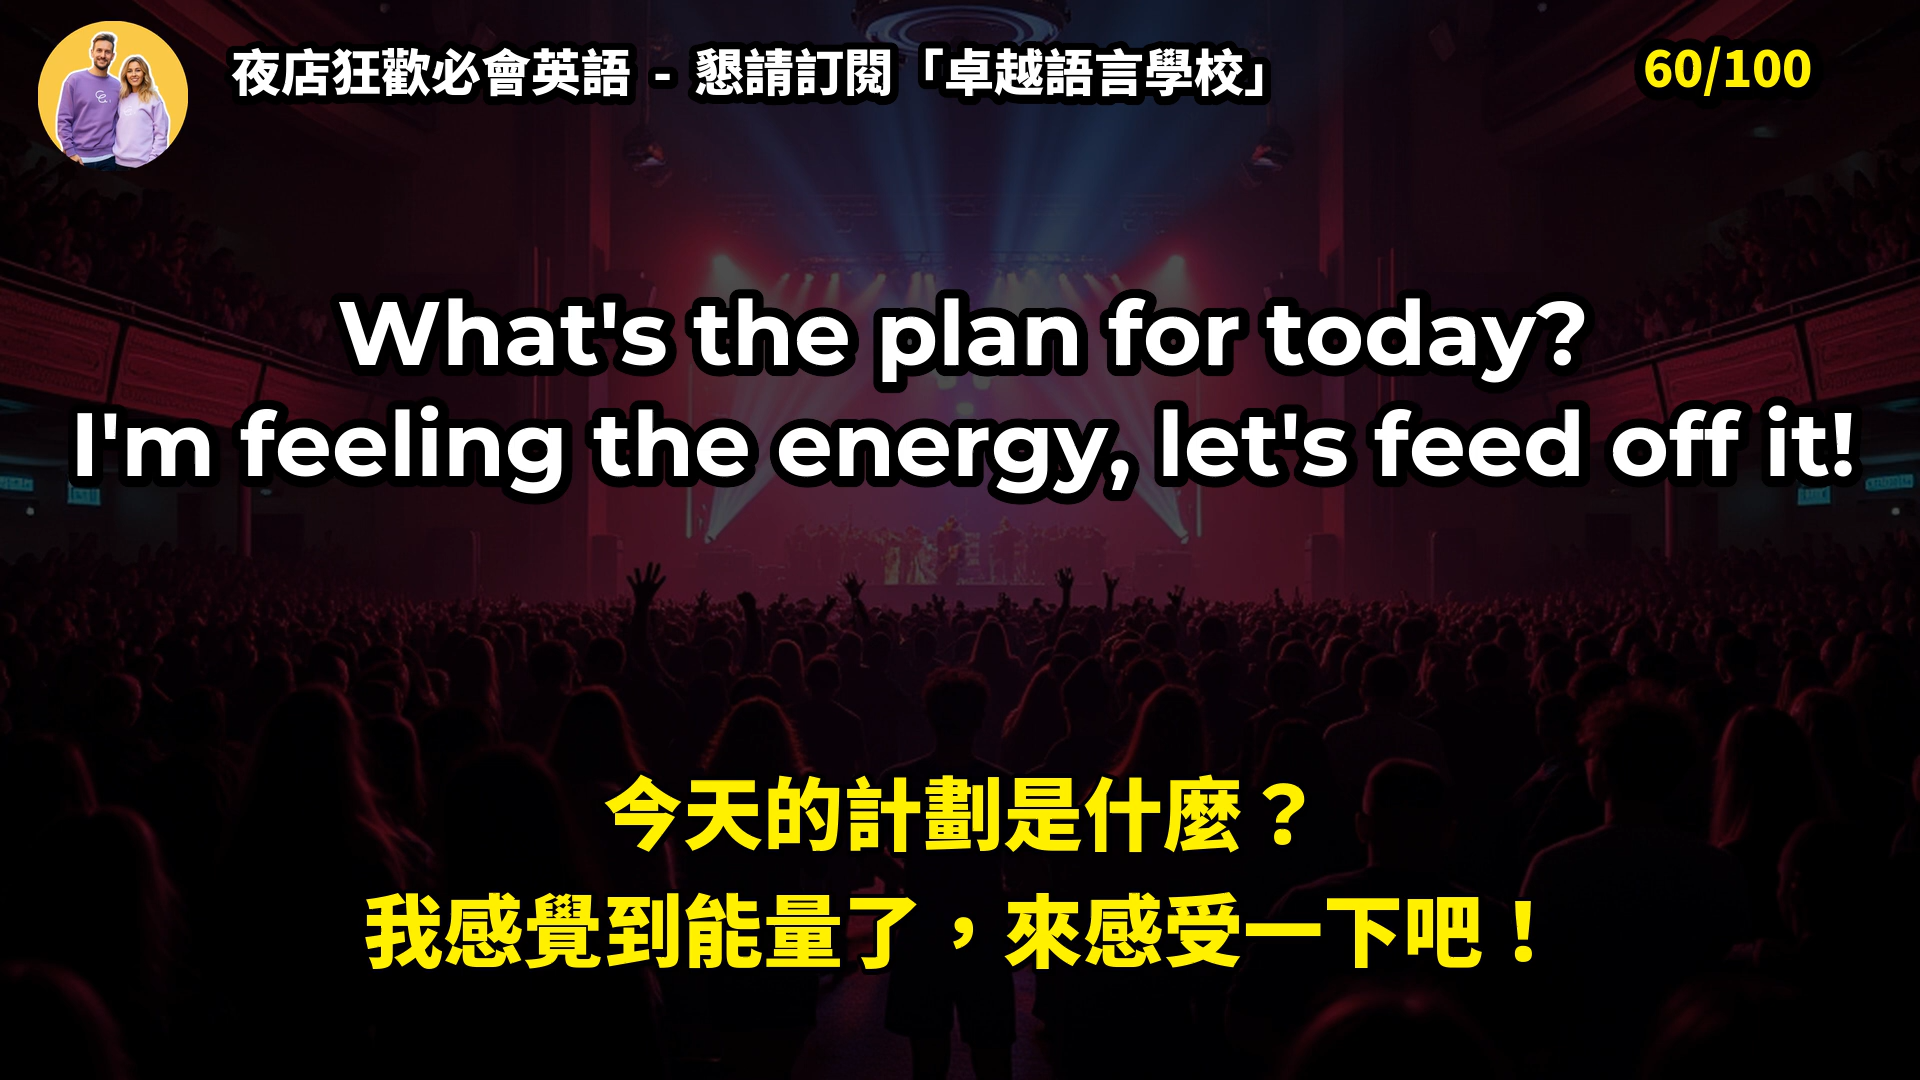 夜店狂歡必會英語 - 懇請訂閱「卓越語言學校」
60/100
What's the plan for today?
I'm feeling the energy, let's feed off it!
今天的計劃是什麼？
我感覺到能量了，來感受一下吧！